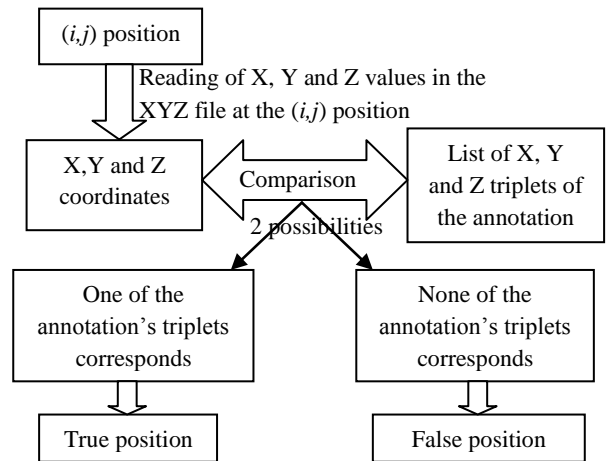 (i,j) position
Reading of X, Y and Z values in the
XYZ file at the (i,j) position
X,Y and Z
coordinates
Comparison
List of X, Y
and Z triplets of
the annotation
2 possibilities
One of the
annotation’s triplets
corresponds
None of the
annotation’s triplets
corresponds
True position
False position